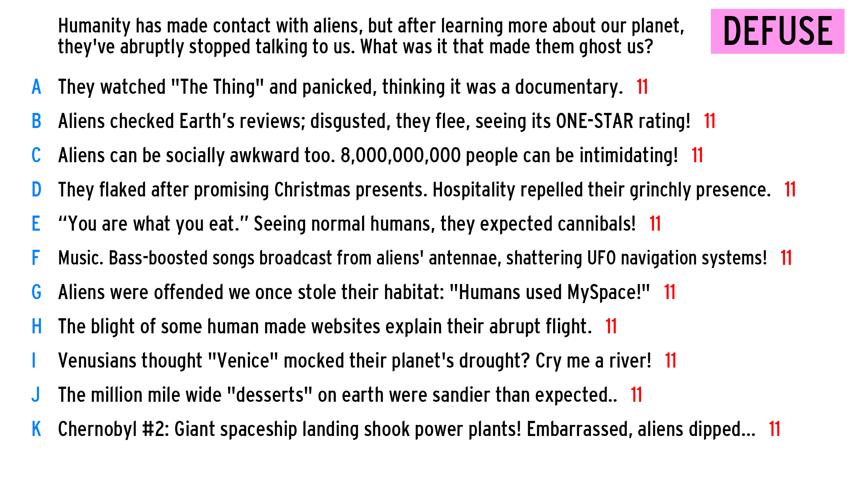 Humanity has made contact with aliens, but after learning more about our planet,
they've abruptly stopped talking to us. What was it that made them ghost us?
DEFUSE
A They watched "The Thing" and panicked, thinking it was a documentary. 11
B Aliens checked Earth’s reviews; disgusted, they flee, seeing its ONE-STAR rating! 11
C Aliens can be socially awkward too. 8,000,000,000 people can be intimidating! 11
D They flaked after promising Christmas presents. Hospitality repelled their grinchly presence. 11
E “You are what you eat.” Seeing normal humans, they expected cannibals! 11
F Music. Bass-boosted songs broadcast from aliens' antennae, shattering UFO navigation systems! 11
G Aliens were offended we once stole their habitat: "Humans used MySpace!" 11
H The blight of some human made websites explain their abrupt flight. 11
I Venusians thought "Venice" mocked their planet's drought? Cry me a river! 11
J The million mile wide "desserts" on earth were sandier than expected.. 11
K Chernobyl #2: Giant spaceship landing shook power plants! Embarrassed, aliens dipped... 11